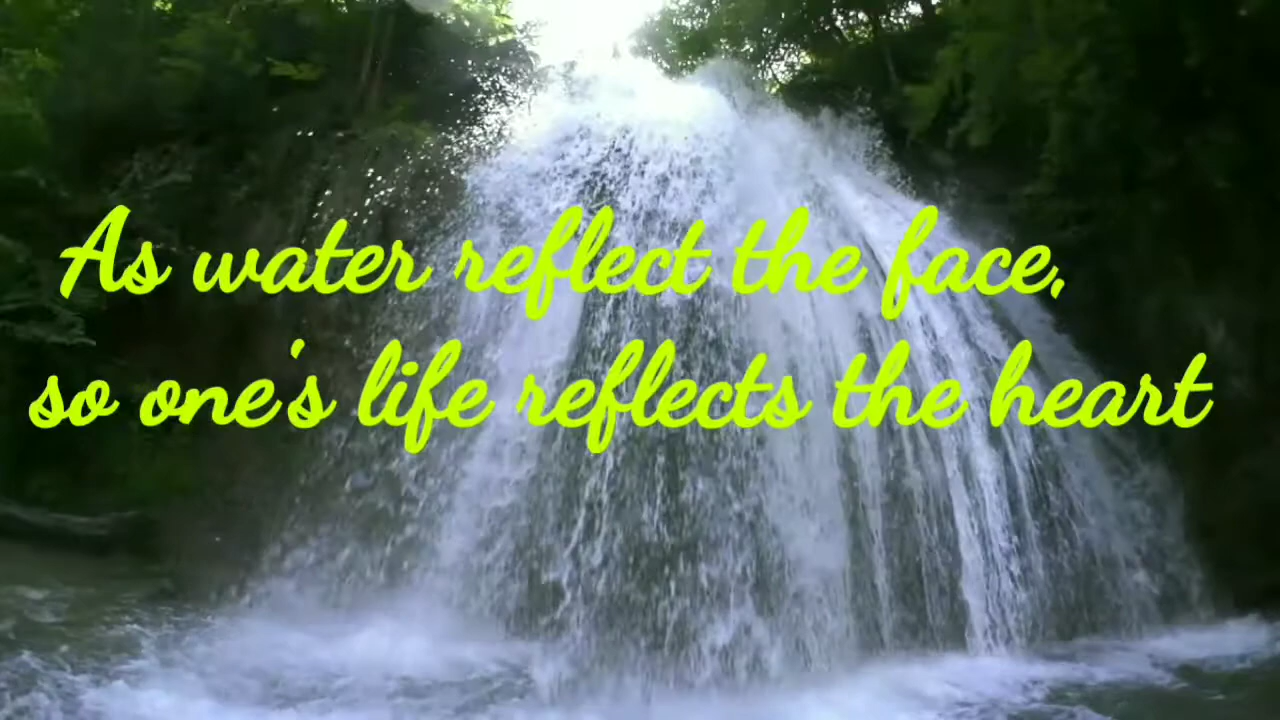 As water reflect the face,
so one's life reflects the heart